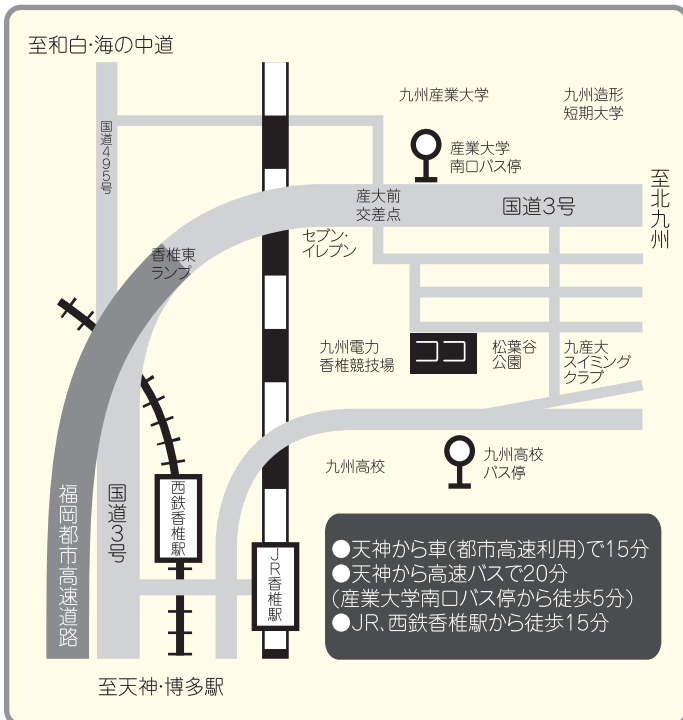 至和白・海の中道
国道495号
九州産業大学
九州造形
短期大学
産業大学
南口バス停
至北九州
産大前
交差点
国道3号
セブン・
イレブン
香椎東
ランプ
九州電力
香椎競技場
松葉谷
公園
九産大
スイミング
クラブ
九州高校
九州高校
バス停
福岡都市高速道路
国道3号
西鉄香椎駅
JR香椎駅
●天神から車(都市高速利用)で15分
●天神から高速バスで20分
(産業大学南口バス停から徒歩5分)
●JR、西鉄香椎駅から徒歩15分
至天神・博多駅